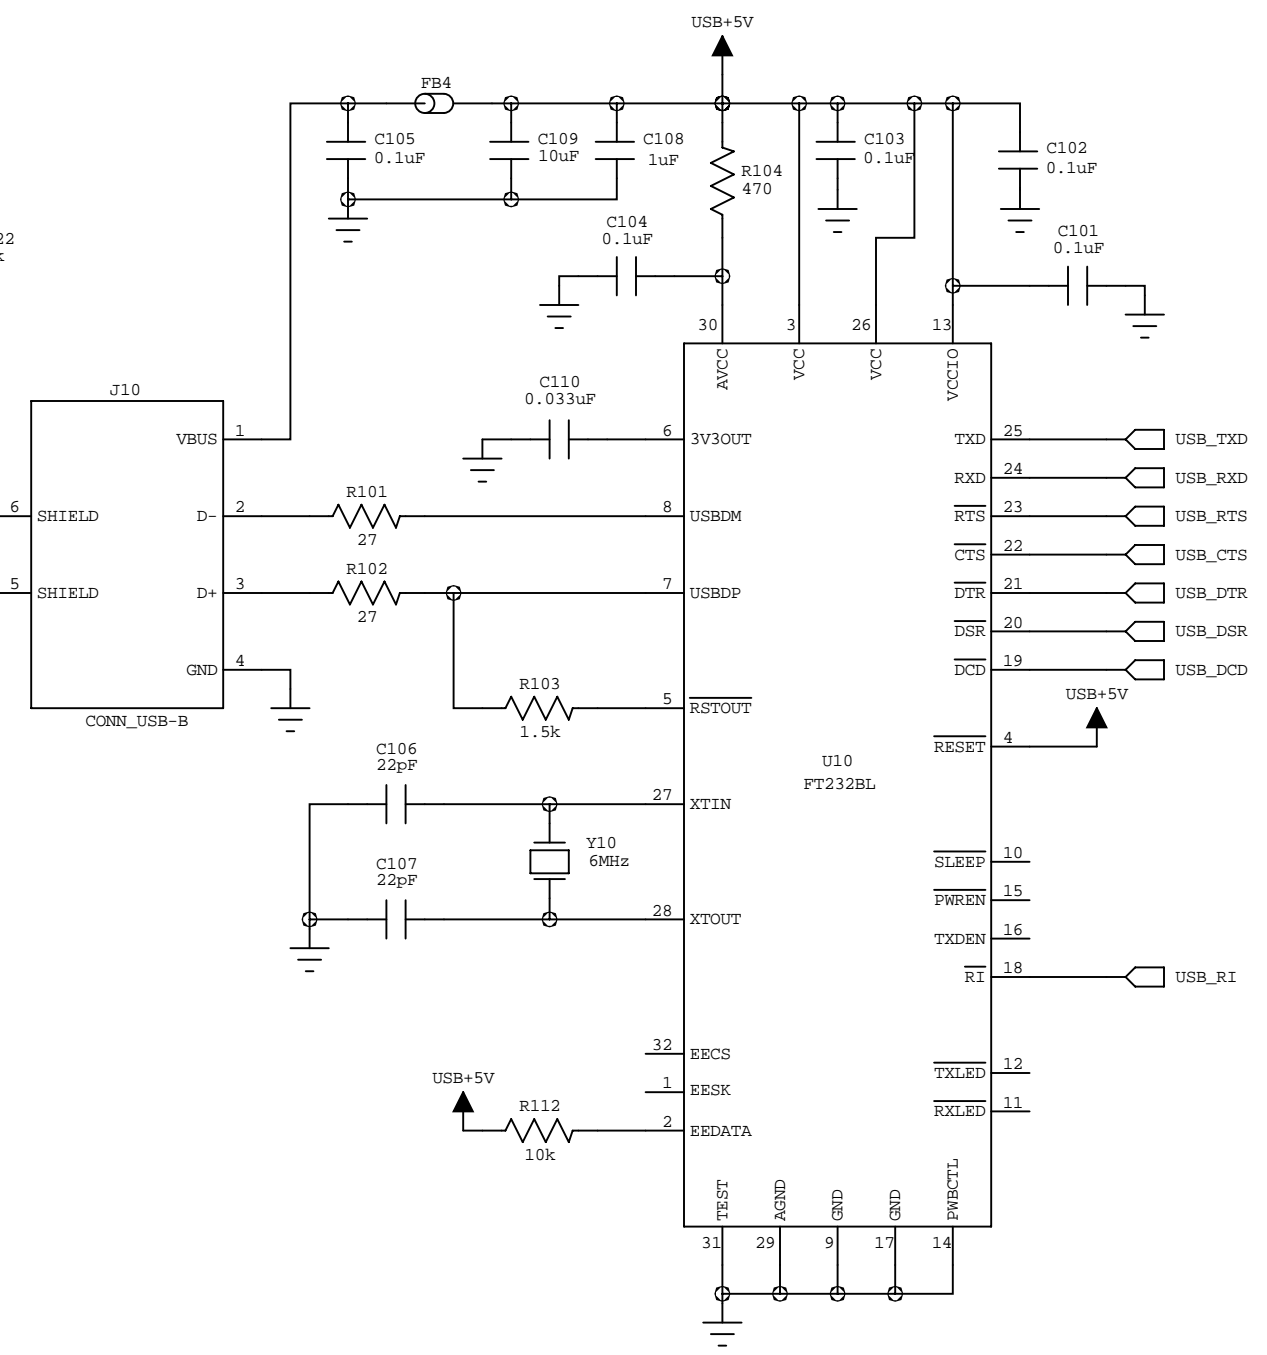 USB+5V
FB4
C105
0.1uF
C109
10uF
C108
1uF
R104
470
C103
0.1uF
C102
0.1uF
C104
0.1uF
C101
0.1uF
22
k
30
3
26
13
AVCC
VCC
VCC
VCCIO
J10
C110
0.033uF
VBUS
1
6
3V3OUT
TXD
25
USB_TXD
RXD
24
USB_RXD
6
SHIELD
D-
2
R101
27
8
USBDM
RTS
23
USB_RTS
CTS
22
USB_CTS
5
SHIELD
D+
3
R102
27
7
USBDP
DTR
21
USB_DTR
DSR
20
USB_DSR
GND
4
DCD
19
USB_DCD
CONN_USB-B
R103
1.5k
5
RSTOUT
USB+5V
RESET
4
U10
FT232BL
C106
22pF
27
XTIN
Y10
6MHz
C107
22pF
28
XTOUT
SLEEP
10
PWREN
15
TXDEN
16
RI
18
USB_RI
32
EECS
1
EESK
TXLED
12
RXLED
11
USB+5V
R112
10k
2
EEDATA
TEST
AGND
GND
GND
PWBCTL
31
29
9
17
14